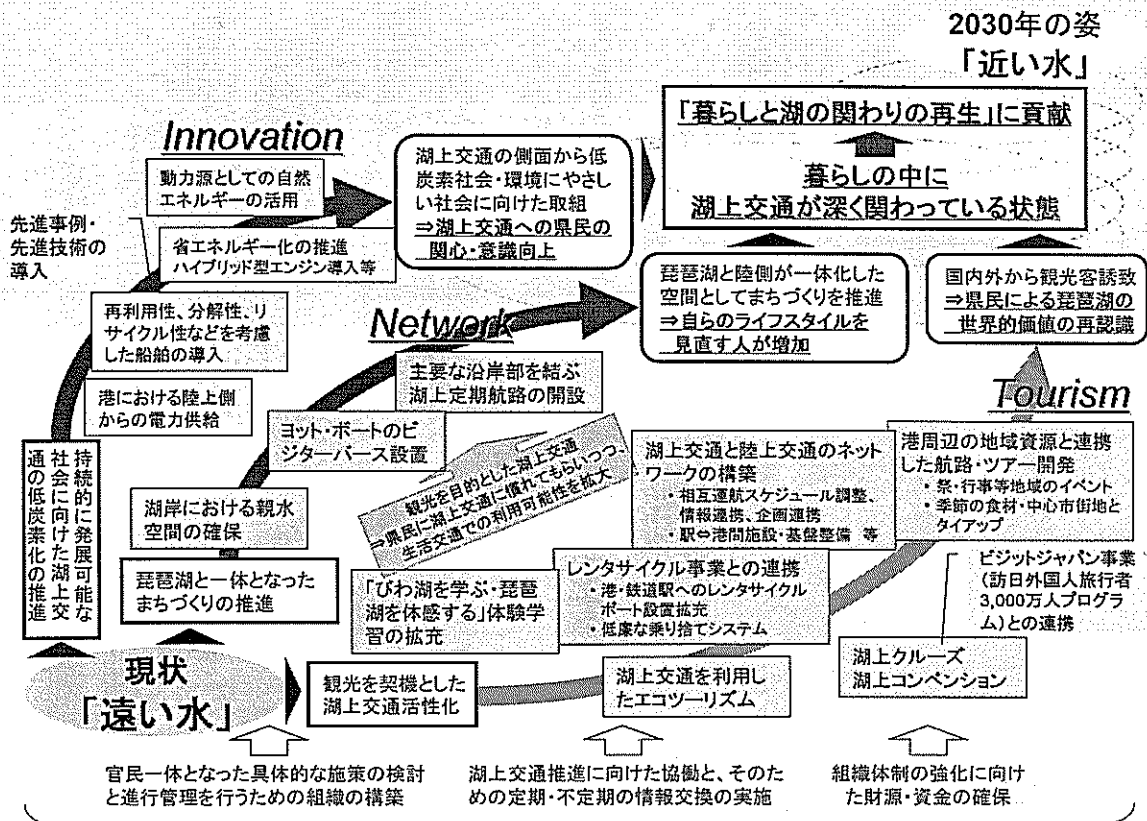 2030年の姿
「近い水」
「暮らしと湖の関わりの再生」に貢献
暮らしの中に
湖上交通が深く関わっている状態
Innovation
動力源としての自然
エネルギーの活用
先進事例・
先進技術の
導入
省エネルギー化の推進
ハイブリッド型エンジン導入等
再利用性、分解性、リ
サイクル性などを考慮
した船舶の導入
港における陸上側
からの電力供給
持続的に発展可能な
社会に向けた湖上交
通の低炭素化の推進
湖上交通の側面から低
炭素社会・環境にやさし
い社会に向けた取組
⇒湖上交通への県民の
関心・意識向上
Network
主要な沿岸部を結ぶ
湖上定期航路の開設
ヨット・ボートのビ
ジターバース設置
湖岸における親水
空間の確保
琵琶湖と一体となった
まちづくりの推進
琵琶湖と陸側が一体化した
空間としてまちづくりを推進
⇒自らのライフスタイルを
見直す人が増加
国内外から観光客誘致
⇒県民による琵琶湖の
世界的価値の再認識
Tourism
観光を目的とした湖上交通
⇒県民に湖上交通に慣れてもらいつつ、
生活交通での利用可能性を拡大
湖上交通と陸上交通のネット
ワークの構築
・相互運航スケジュール調整、
情報連携、企画連携
・駅⇔港間施設・基盤整備 等
港周辺の地域資源と連携
した航路・ツアー開発
・祭・行事等地域のイベント
・季節の食材・中心市街地と
タイアップ
「びわ湖を学ぶ・琵琶
湖を体感する」体験学
習の拡充
レンタサイクル事業との連携
・港・鉄道駅へのレンタサイクル
ポート設置拡充
・低廉な乗り捨てシステム
ビジットジャパン事業
(訪日外国人旅行者
3,000万人プログラ
ム)との連携
湖上クルーズ
湖上コンベンション
現状
「遠い水」
観光を契機とした
湖上交通活性化
湖上交通を利用し
たエコツーリズム
官民一体となった具体的な施策の検討
と進行管理を行うための組織の構築
湖上交通推進に向けた協働と、そのた
めの定期・不定期の情報交換の実施
組織体制の強化に向け
た財源・資金の確保